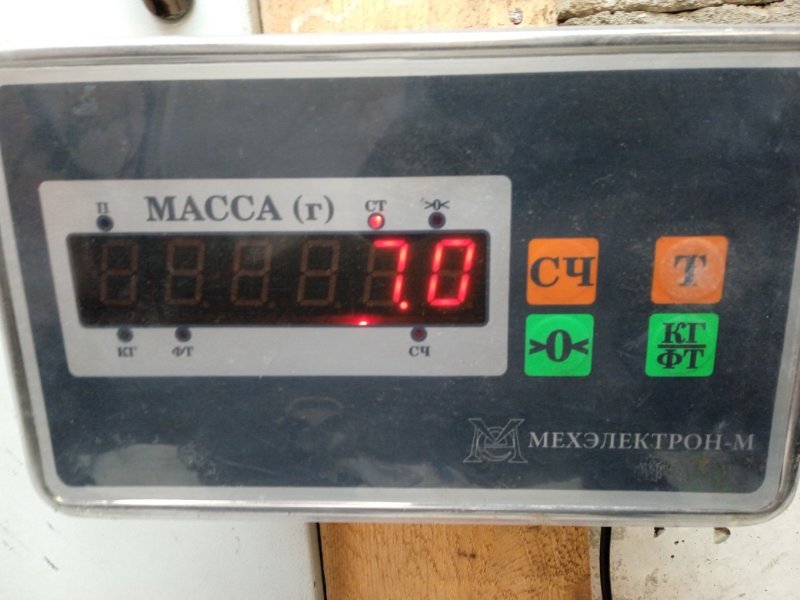 П МАССА (г) СТ >0<
7.0
КГ ФТ СЧ
СЧ Т
>0< КГ/ФТ
МЕХЭЛЕКТРОН-М